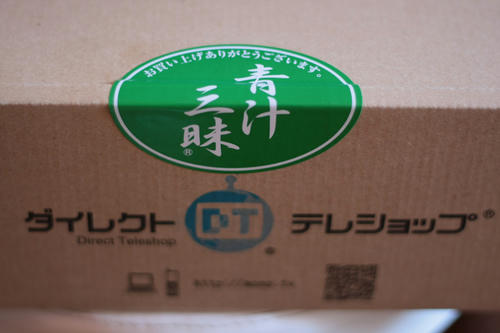 お買い上げありがとうございます。
青汁
三昧®
ダイレクト DT® テレショップ®
Direct Teleshop